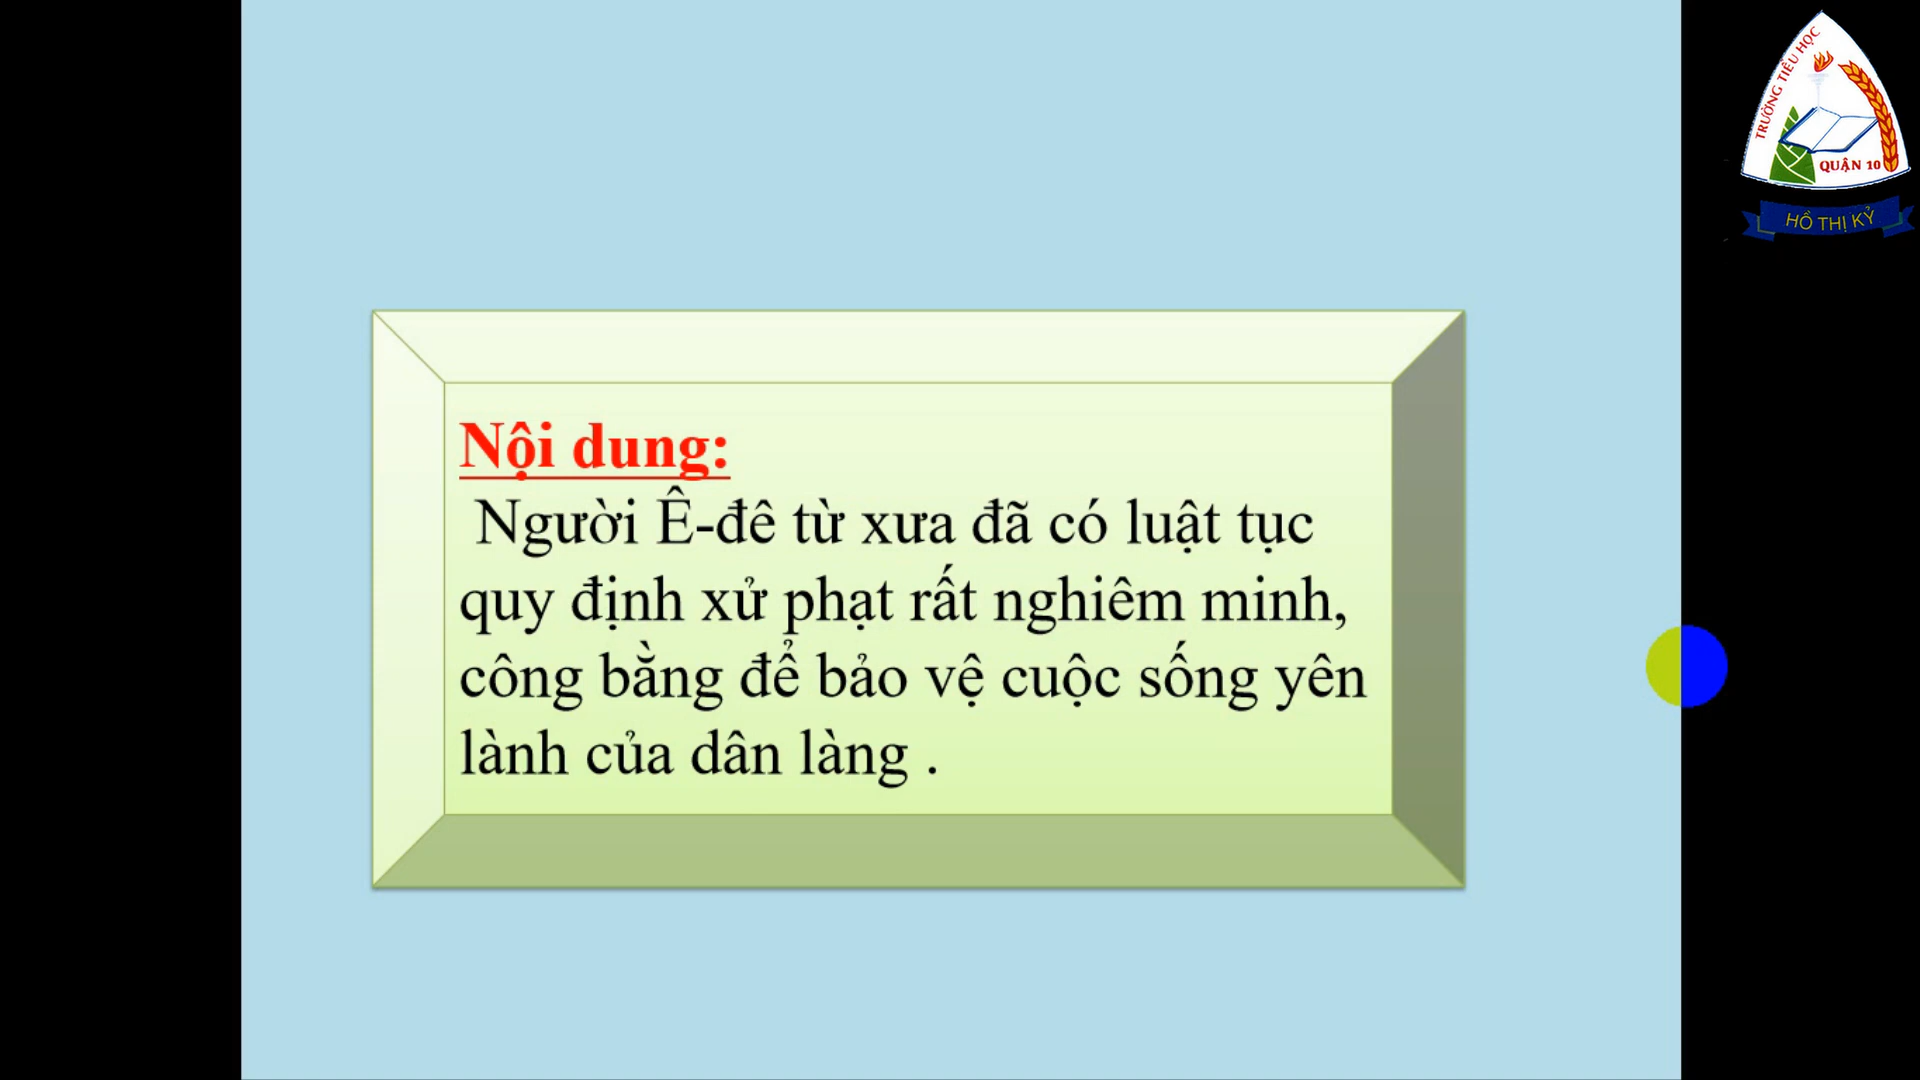 TRƯỜNG TIỂU HỌC
QUẬN 10
HỒ THỊ KỶ
Nội dung:
Người Ê-đê từ xưa đã có luật tục
quy định xử phạt rất nghiêm minh,
công bằng để bảo vệ cuộc sống yên
lành của dân làng .